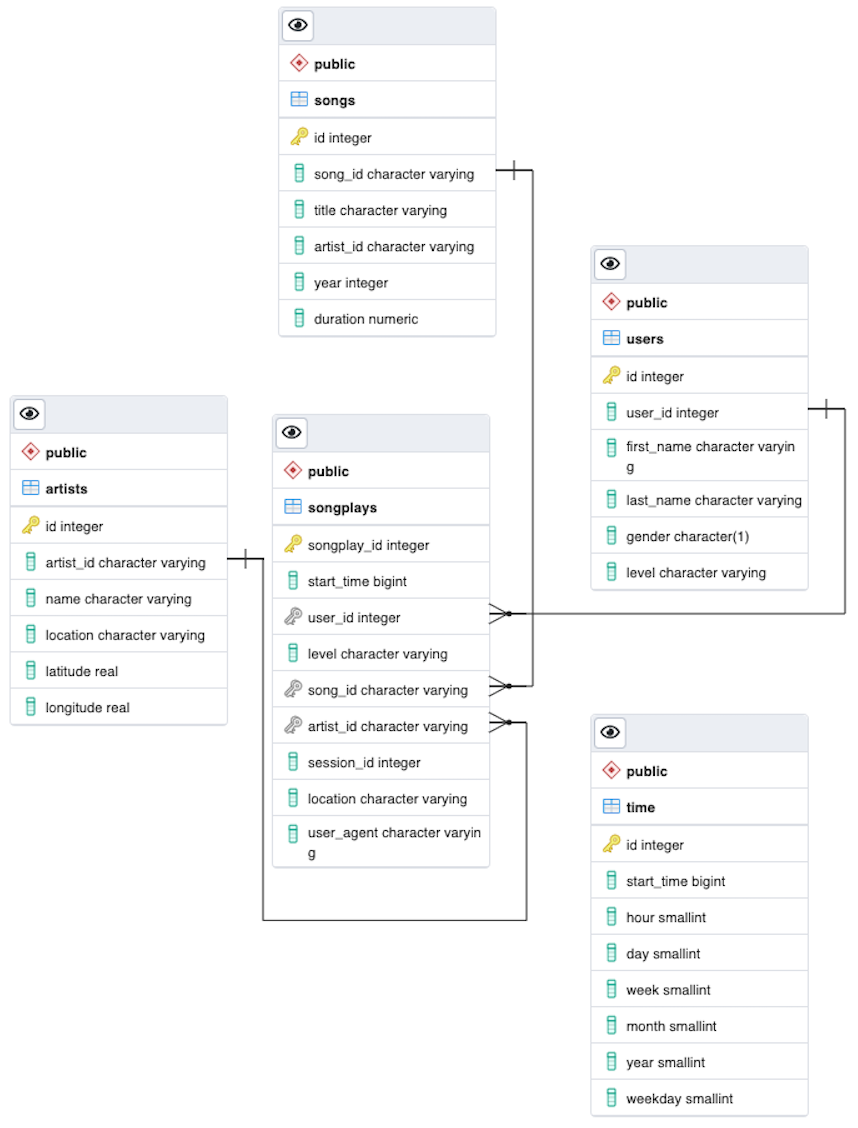 public
songs
id integer
song_id character varying
title character varying
artist_id character varying
year integer
duration numeric
public
users
id integer
user_id integer
first_name character varyin
g
last_name character varying
gender character(1)
level character varying
public
artists
id integer
artist_id character varying
name character varying
location character varying
latitude real
longitude real
public
songplays
songplay_id integer
start_time bigint
user_id integer
level character varying
song_id character varying
artist_id character varying
session_id integer
location character varying
user_agent character varyin
g
public
time
id integer
start_time bigint
hour smallint
day smallint
week smallint
month smallint
year smallint
weekday smallint